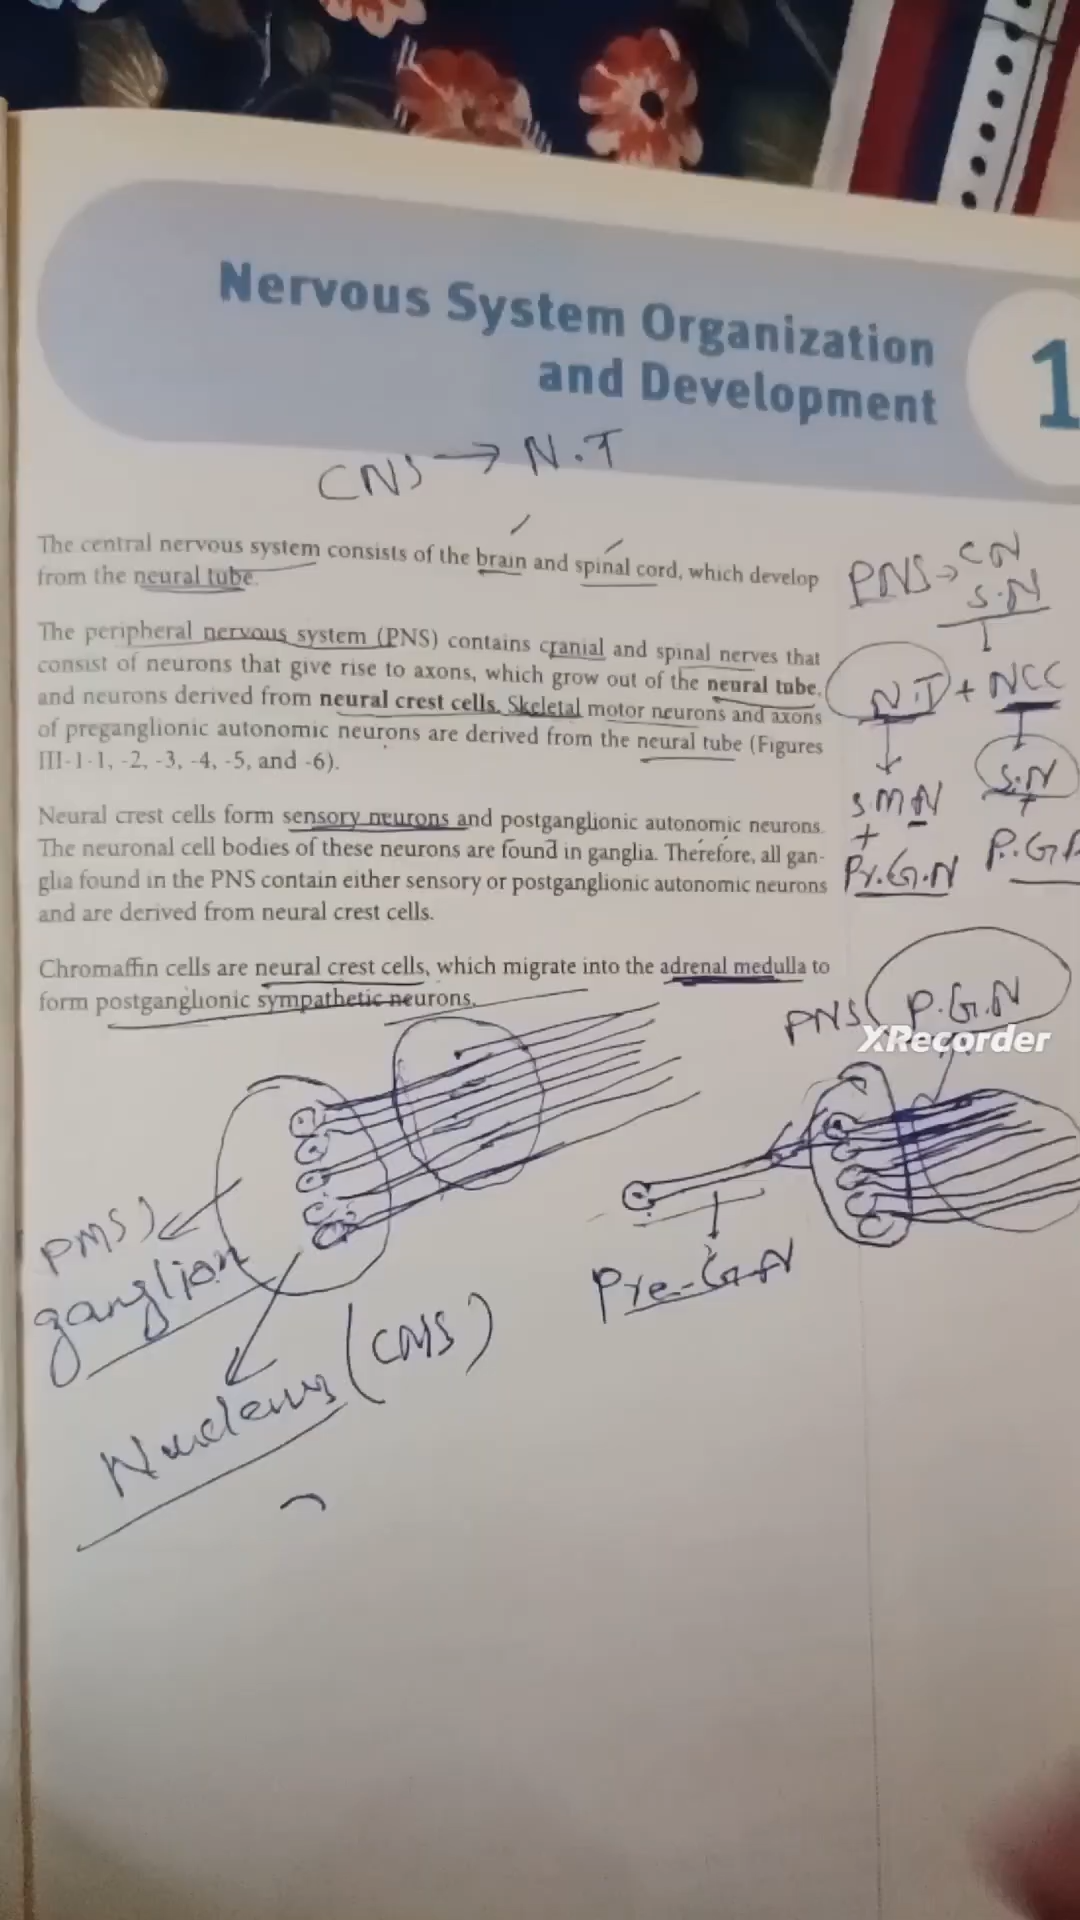 Nervous System Organization
and Development
1
CNS → N.T
The central nervous system consists of the brain and spinal cord, which develop
from the neural tube.
The peripheral nervous system (PNS) contains cranial and spinal nerves that
consist of neurons that give rise to axons, which grow out of the neural tube,
and neurons derived from neural crest cells. Skeletal motor neurons and axons
of preganglionic autonomic neurons are derived from the neural tube (Figures
III-1-1, -2, -3, -4, -5, and -6).
Neural crest cells form sensory neurons and postganglionic autonomic neurons.
The neuronal cell bodies of these neurons are found in ganglia. Therefore, all gan-
glia found in the PNS contain either sensory or postganglionic autonomic neurons
and are derived from neural crest cells.
Chromaffin cells are neural crest cells, which migrate into the adrenal medulla to
form postganglionic sympathetic neurons.
PNS → CN
S.N
N.T + NCC
S.M N
+
Pr.G.N
S.N
+
P.G.
PNS( P.G.N
XRecorder
PNS)
ganglion
Nucleus (CNS)
Pre-G.N